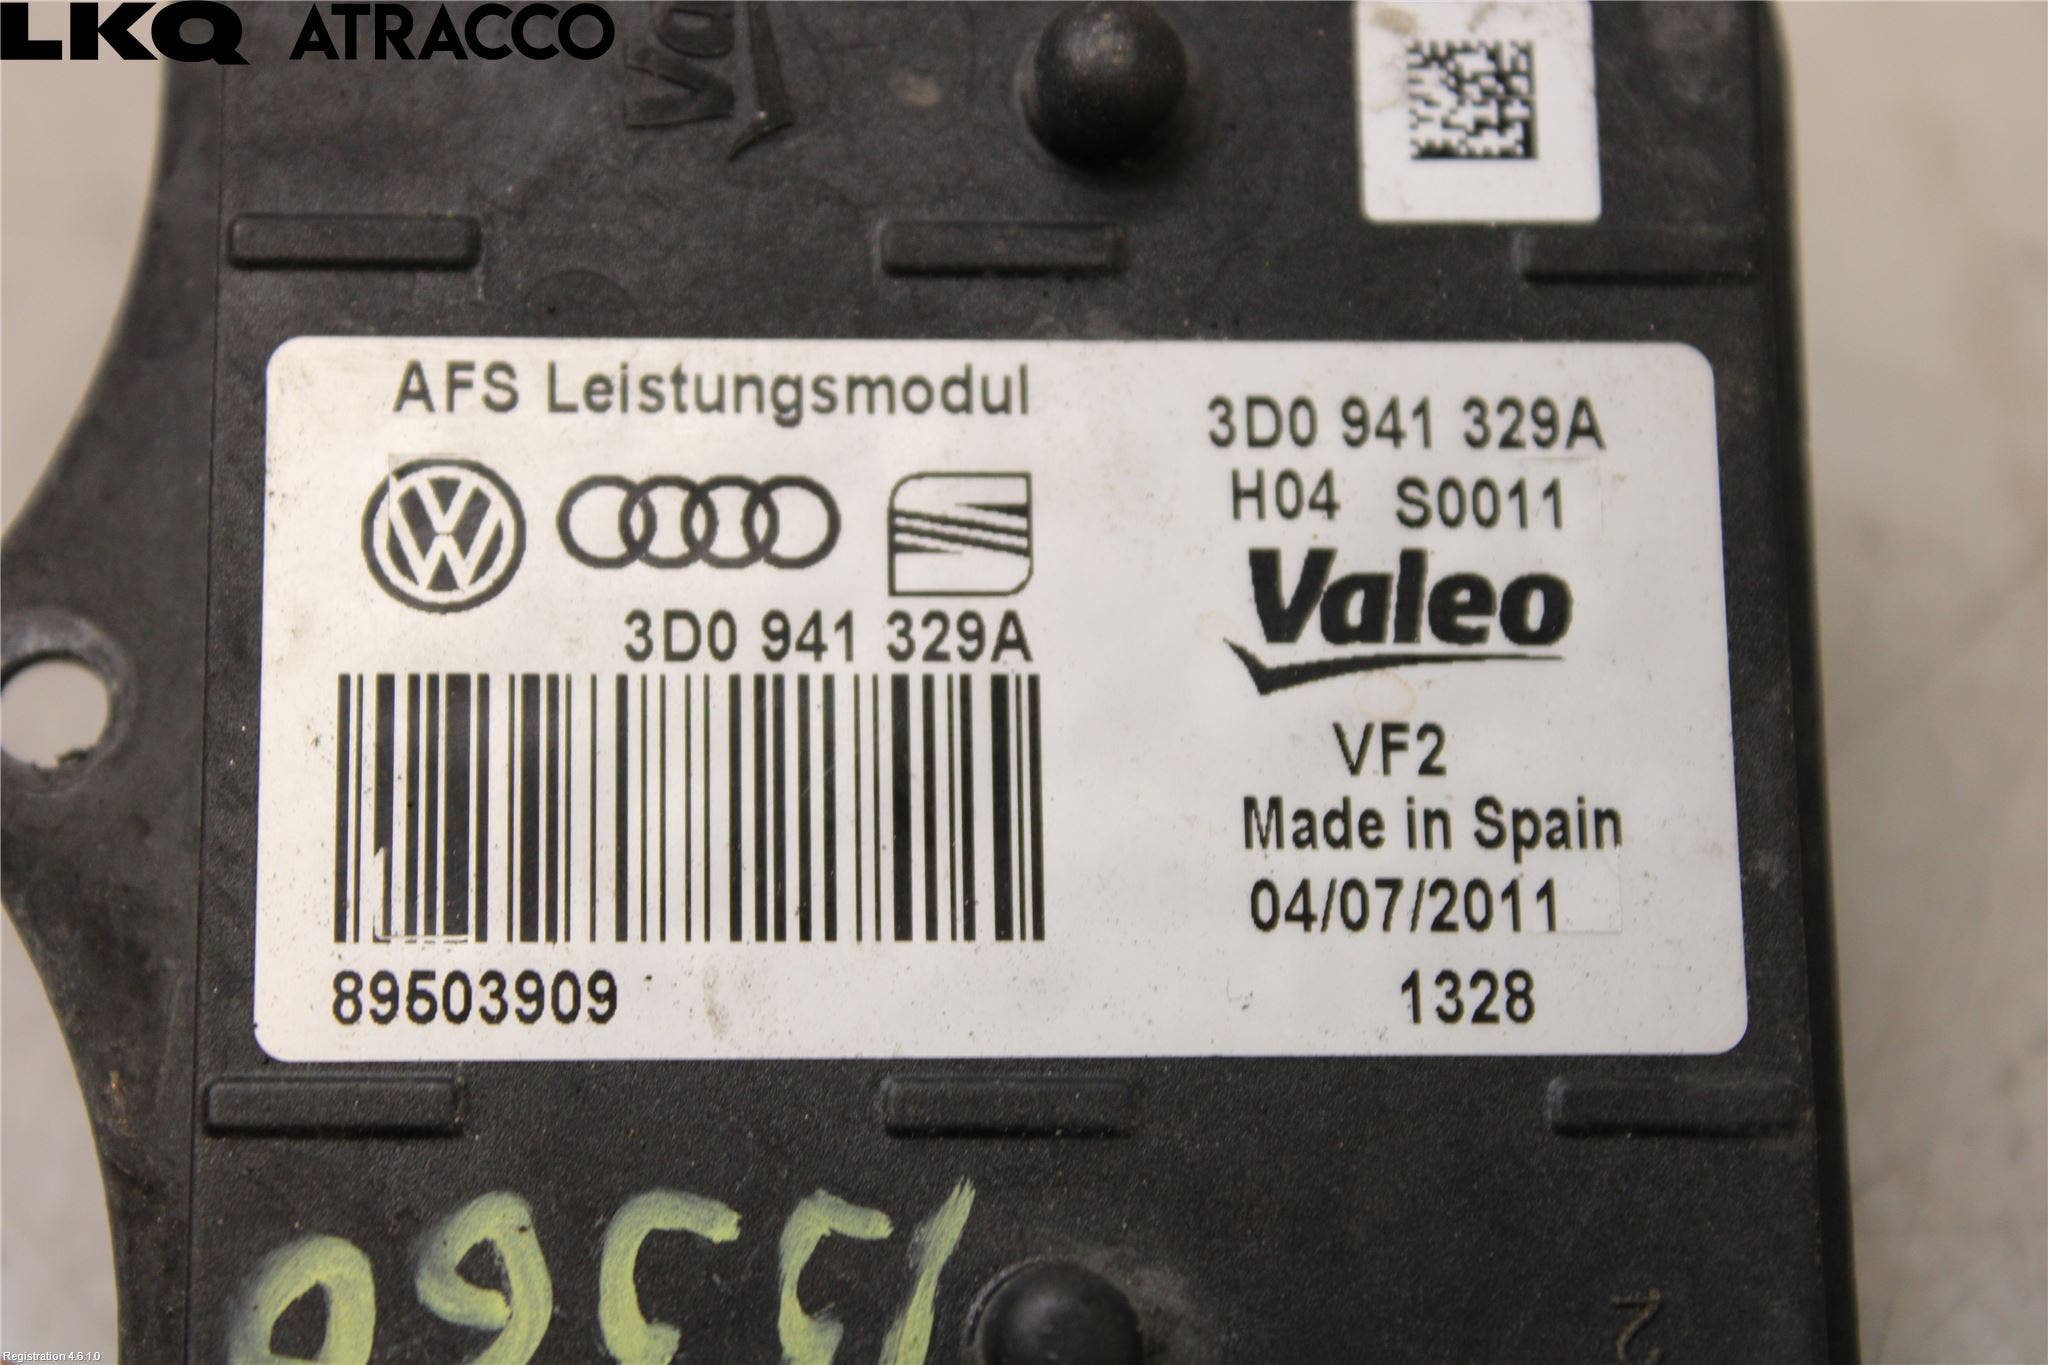 LKQ ATRACCO
AFS Leistungsmodul
3D0 941 329A
89503909
3D0 941 329A
H04 S0011
Valeo
VF2
Made in Spain
04/07/2011
1328
Registration 4.6.1.0